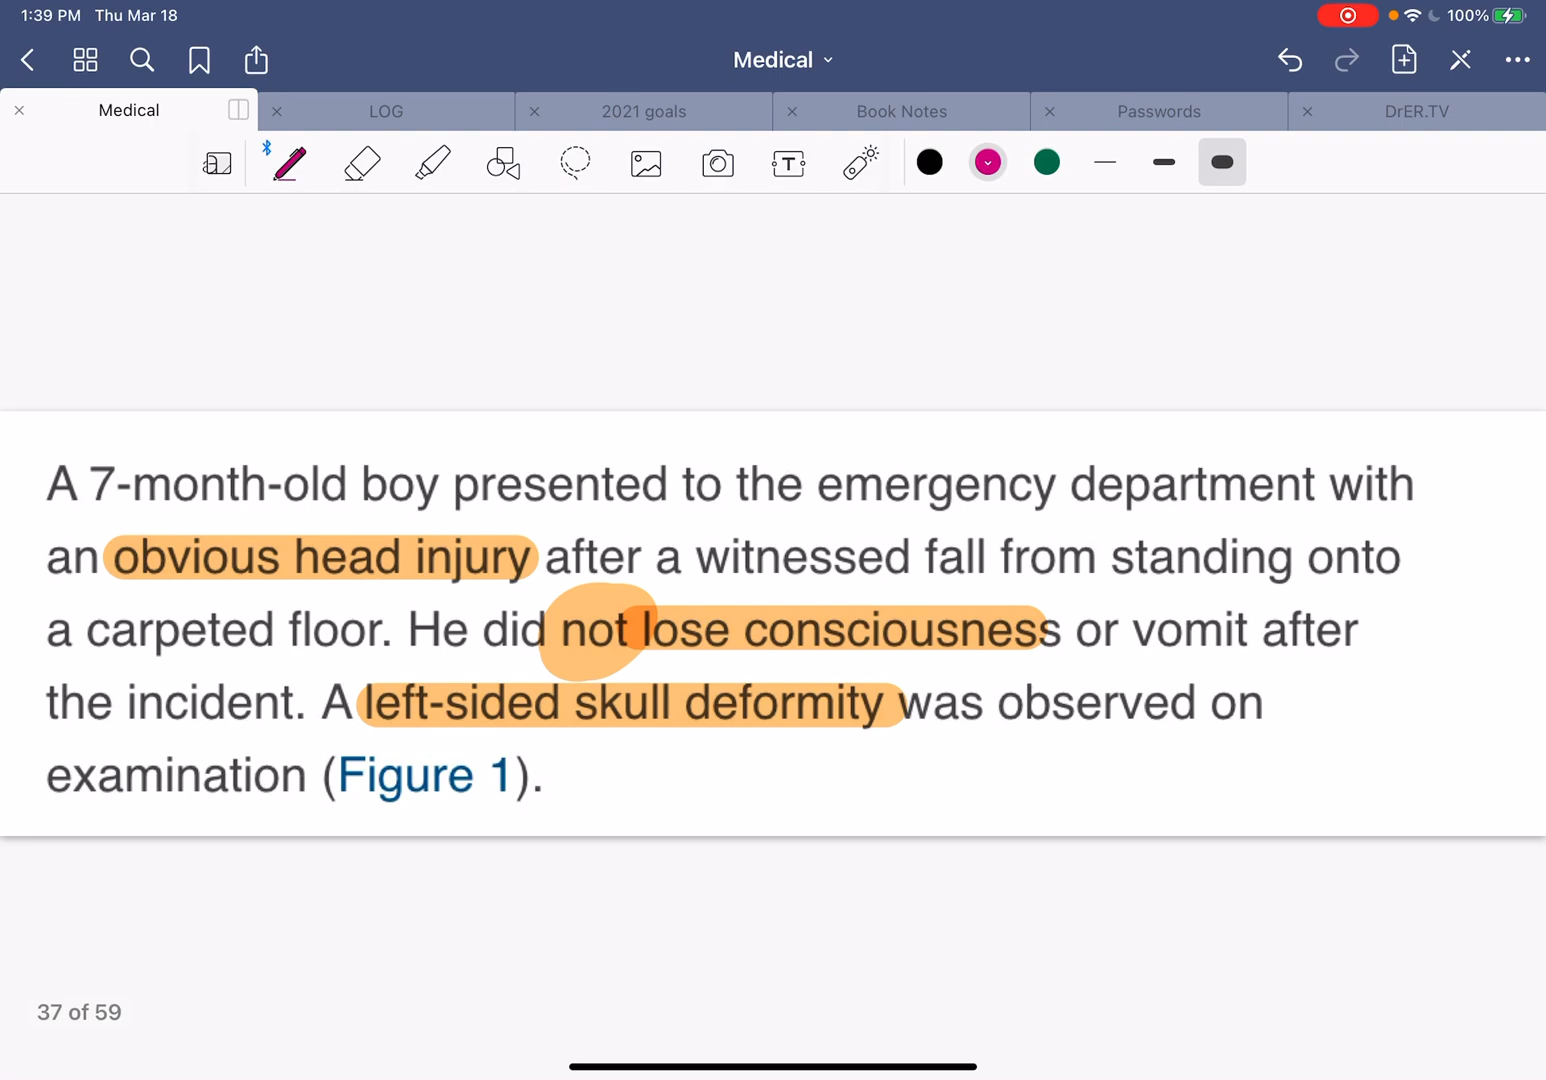 1:39 PM Thu Mar 18
100%
Medical
Medical
LOG
2021 goals
Book Notes
Passwords
DrER.TV
A 7-month-old boy presented to the emergency department with
an obvious head injury after a witnessed fall from standing onto
a carpeted floor. He did not lose consciousness or vomit after
the incident. A left-sided skull deformity was observed on
examination (Figure 1).
37 of 59